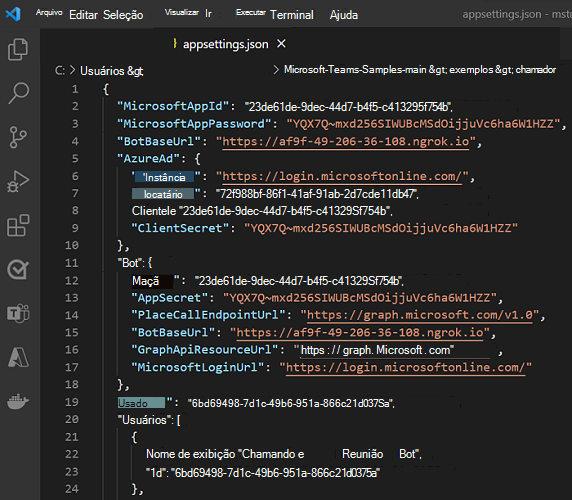 Arquivo Editar Seleção Visualizar Ir Executar Terminal Ajuda appsettings.json - mst
} appsettings.json ×
C: > Usuários &gt; > Microsoft-Teams-Samples-main &gt; exemplos &gt; chamador
1 {
2 "MicrosoftAppId": "23de61de-9dec-44d7-b4f5-c413295f754b",
3 "MicrosoftAppPassword": "YQX7Q~mxd256SIWUBcMSdOijjuVc6ha6W1HZZ",
4 "BotBaseUrl": "https://af9f-49-206-36-108.ngrok.io",
5 "AzureAd": {
6 "Instância ": "https://login.microsoftonline.com/",
7 locatário ": "72f988bf-86f1-41af-91ab-2d7cde11db47",
8 Clientele "23de61de-9dec-44d7-b4f5-c41329Sf754b",
9 "ClientSecret": "YQX7Q~mxd256SIWUBcMSdOijjuVc6ha6W1HZZ"
10 },
11 "Bot": {
12 Maçã ": "23de61de-9dec-44d7-b4f5-c41329Sf754b",
13 "AppSecret": "YQX7Q~mxd256SIWUBcMSdOijjuVc6ha6W1HZZ",
14 "PlaceCallEndpointUrl": "https://graph.microsoft.com/v1.0",
15 "BotBaseUrl": "https://af9f-49-206-36-108.ngrok.io",
16 "GraphApiResourceUrl": "https://graph.Microsoft.com" ,
17 "MicrosoftLoginUrl": "https://login.microsoftonline.com/"
18 },
19 Usado ": "6bd69498-7d1c-49b6-951a-866c21d0375a",
20 "Usuários": [
21 {
22 Nome de exibição "Chamando e Reunião Bot",
23 "1d": "6bd69498-7d1c-49b6-951a-866c21d0375a"
24 },